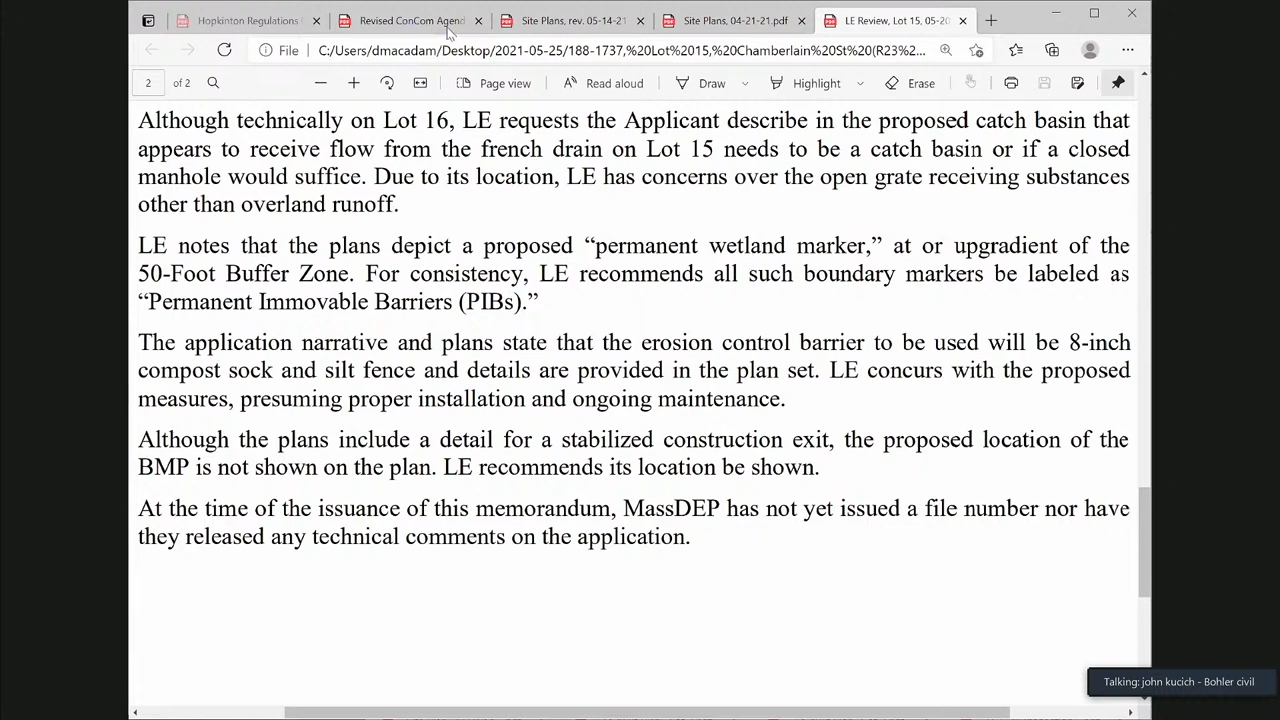 Hopkinton Regulations
Revised ConCom Agend
Site Plans, rev. 05-14-21
Site Plans, 04-21-21.pdf
LE Review, Lot 15, 05-20
File
C:/Users/dmacadam/Desktop/2021-05-25/188-1737,%20Lot%2015,%20Chamberlain%20St%20(R23%2...
2 of 2
Page view
Read aloud
Draw
Highlight
Erase
Although technically on Lot 16, LE requests the Applicant describe in the proposed catch basin that
appears to receive flow from the french drain on Lot 15 needs to be a catch basin or if a closed
manhole would suffice. Due to its location, LE has concerns over the open grate receiving substances
other than overland runoff.
LE notes that the plans depict a proposed “permanent wetland marker,” at or upgradient of the
50-Foot Buffer Zone. For consistency, LE recommends all such boundary markers be labeled as
“Permanent Immovable Barriers (PIBs).”
The application narrative and plans state that the erosion control barrier to be used will be 8-inch
compost sock and silt fence and details are provided in the plan set. LE concurs with the proposed
measures, presuming proper installation and ongoing maintenance.
Although the plans include a detail for a stabilized construction exit, the proposed location of the
BMP is not shown on the plan. LE recommends its location be shown.
At the time of the issuance of this memorandum, MassDEP has not yet issued a file number nor have
they released any technical comments on the application.
Talking: john kucich - Bohler civil